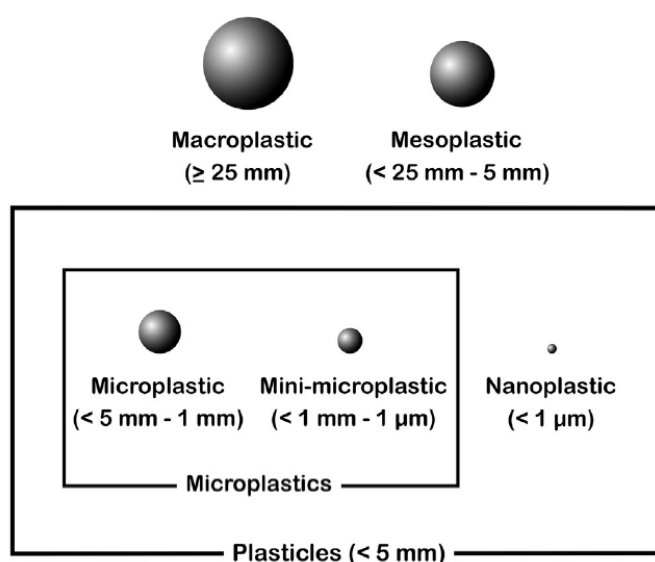 Macroplastic
(≥ 25 mm)
Mesoplastic
(< 25 mm - 5 mm)
Microplastic
(< 5 mm - 1 mm)
Mini-microplastic
(< 1 mm - 1 µm)
Nanoplastic
(< 1 µm)
Microplastics
Plasticles (< 5 mm)